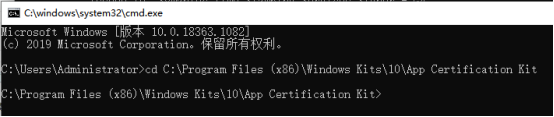 C:\windows\system32\cmd.exe
Microsoft Windows [版本 10.0.18363.1082]
(c) 2019 Microsoft Corporation。保留所有权利。
C:\Users\Administrator>cd C:\Program Files (x86)\Windows Kits\10\App Certification Kit
C:\Program Files (x86)\Windows Kits\10\App Certification Kit>